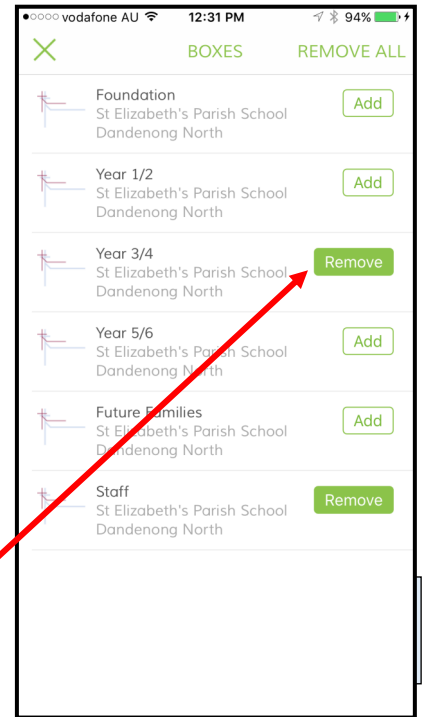 vodafone AU 12:31 PM 94%
BOXES REMOVE ALL
Foundation
St Elizabeth's Parish School
Dandenong North
Add
Year 1/2
St Elizabeth's Parish School
Dandenong North
Add
Year 3/4
St Elizabeth's Parish School
Dandenong North
Remove
Year 5/6
St Elizabeth's Parish School
Dandenong North
Add
Future Families
St Elizabeth's Parish School
Dandenong North
Add
Staff
St Elizabeth's Parish School
Dandenong North
Remove